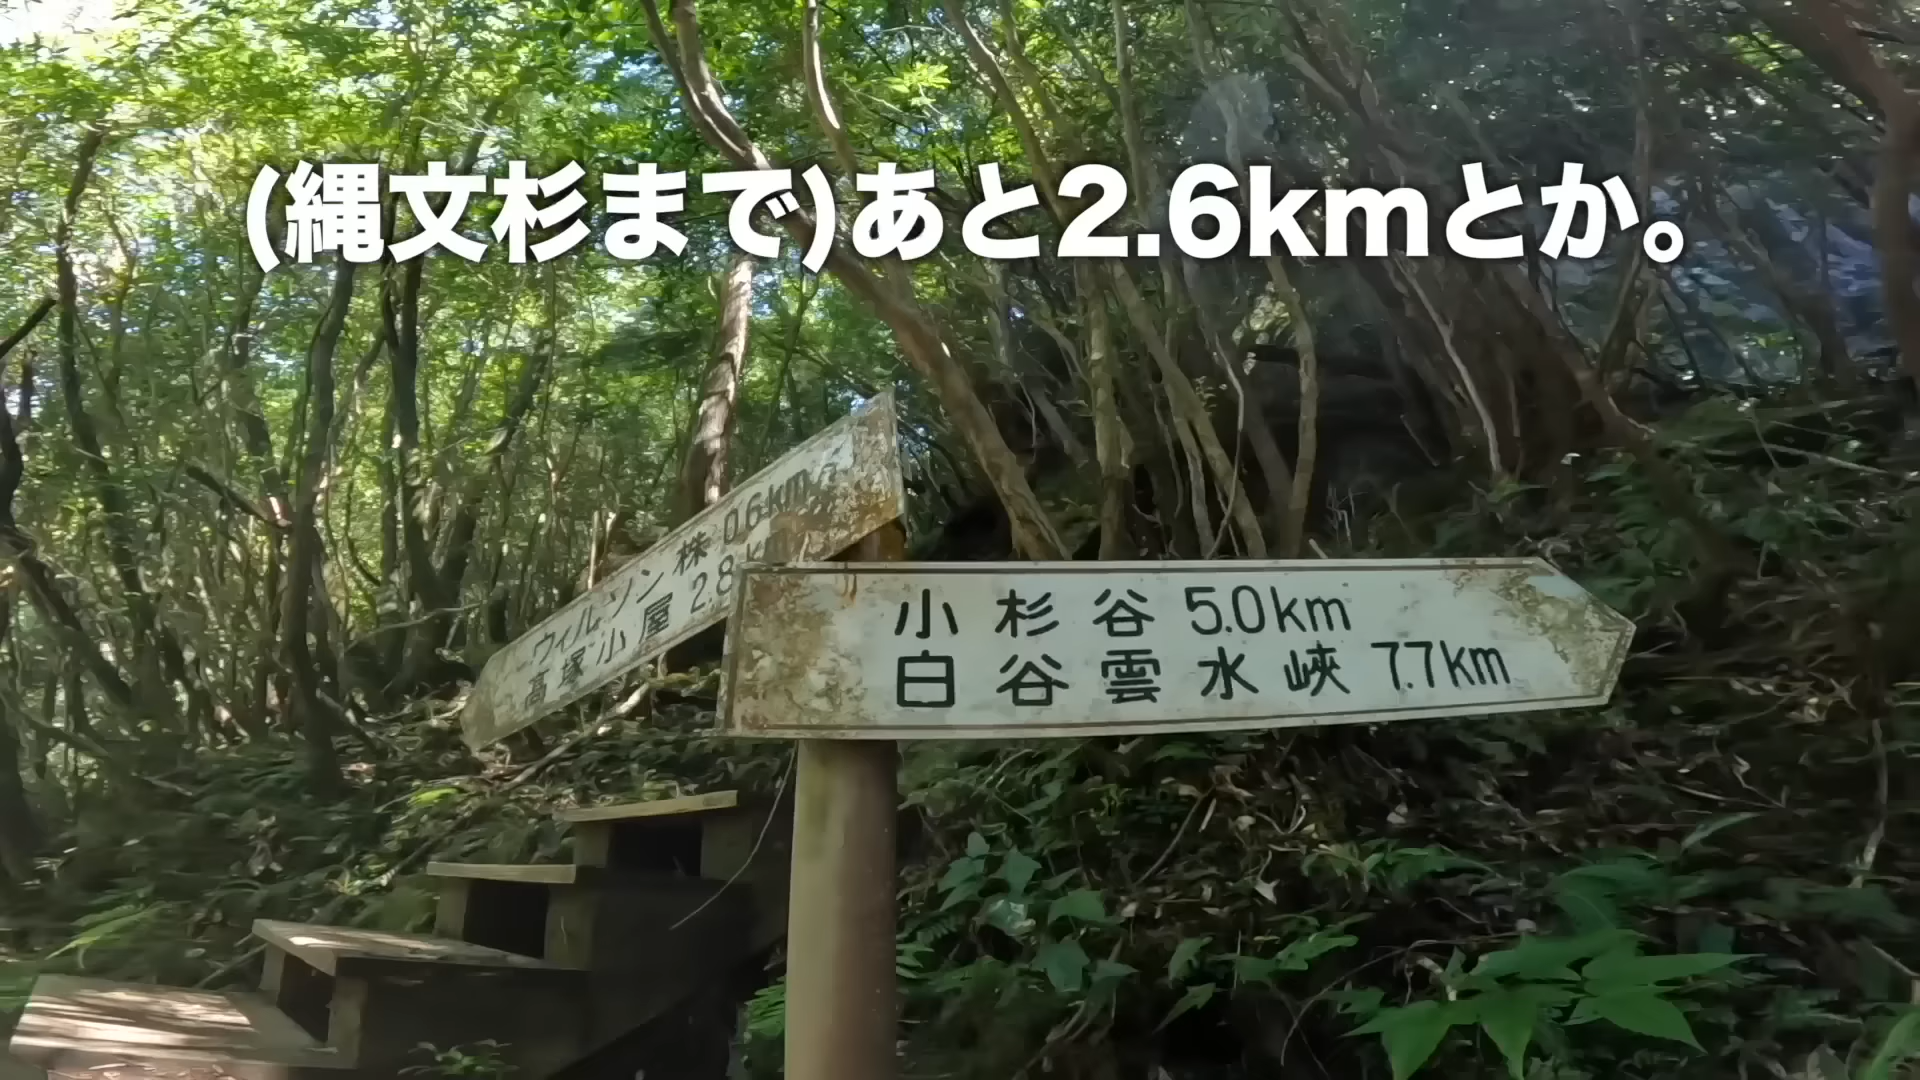 (縄文杉まで)あと2.6kmとか。
ウィルソン株 0.6km
高塚小屋 2.8km
小杉谷 5.0km
白谷雲水峡 7.7km